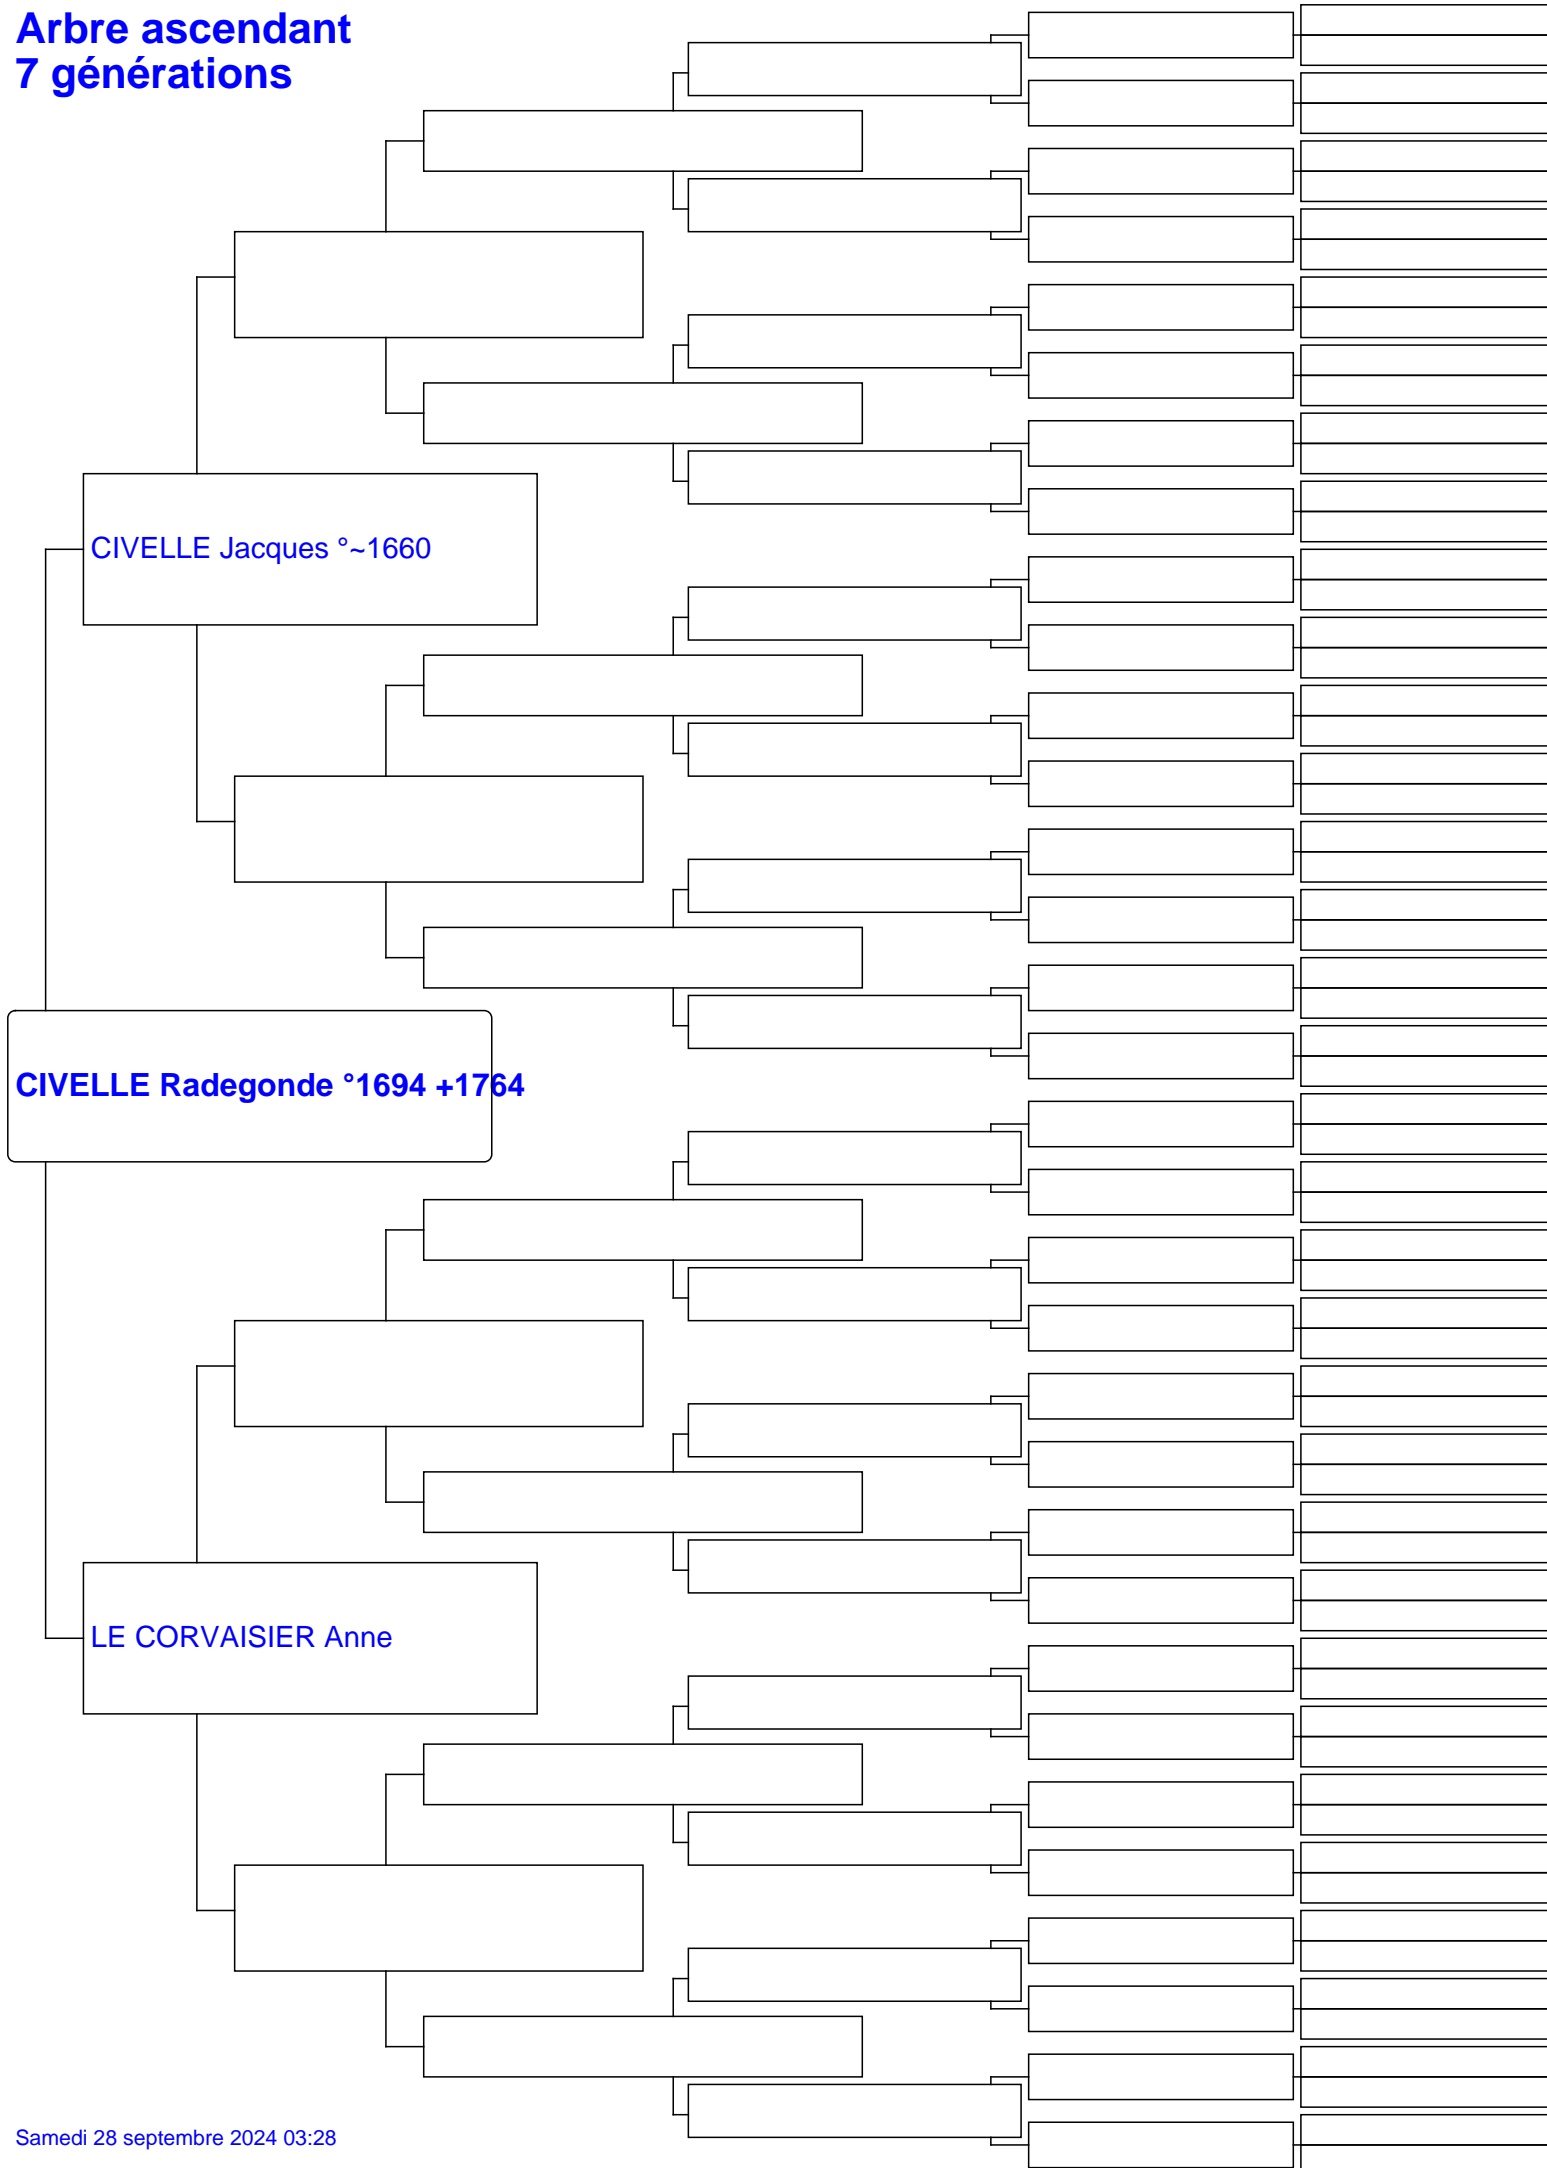 Arbre ascendant
7 générations
CIVELLE Jacques °~1660
CIVELLE Radegonde °1694 +1764
LE CORVAISIER Anne
Samedi 28 septembre 2024 03:28